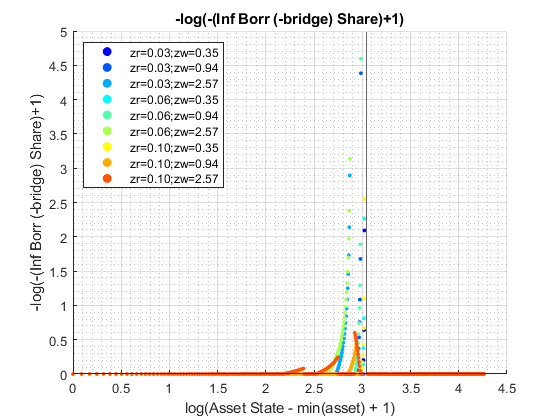 -log(-(Inf Borr (-bridge) Share)+1)
-log(-(Inf Borr (-bridge) Share)+1)
5
4.5
4
3.5
3
2.5
2
1.5
1
0.5
0
zr=0.03;zw=0.35
zr=0.03;zw=0.94
zr=0.03;zw=2.57
zr=0.06;zw=0.35
zr=0.06;zw=0.94
zr=0.06;zw=2.57
zr=0.10;zw=0.35
zr=0.10;zw=0.94
zr=0.10;zw=2.57
0 0.5 1 1.5 2 2.5 3 3.5 4 4.5
log(Asset State - min(asset) + 1)